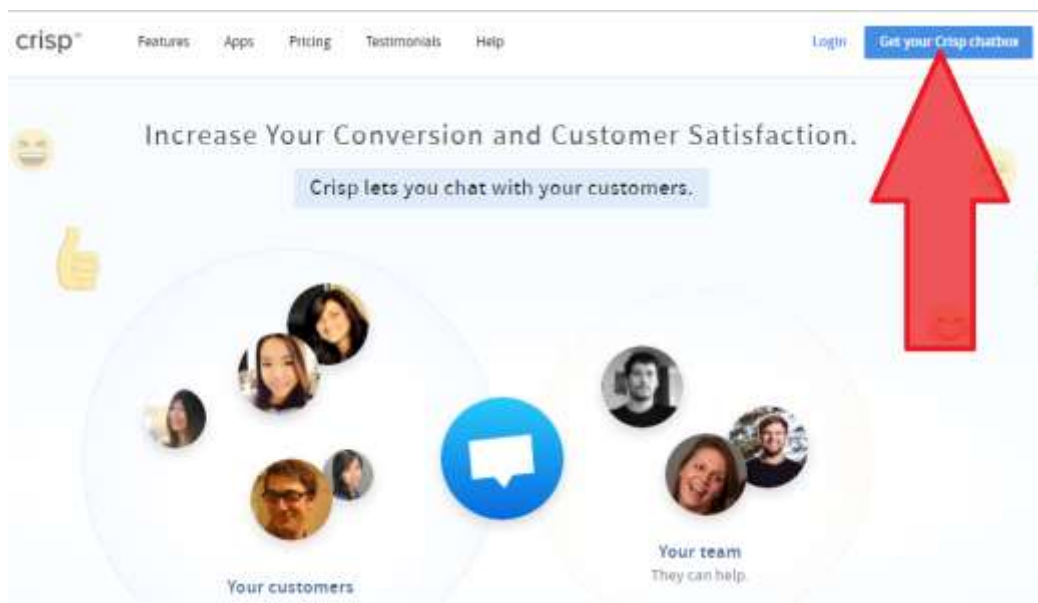 crisp™
Features Apps Pricing Testimonials Help Login Get your Crisp chatbox
Increase Your Conversion and Customer Satisfaction.
Crisp lets you chat with your customers.
Your team
They can help.
Your customers